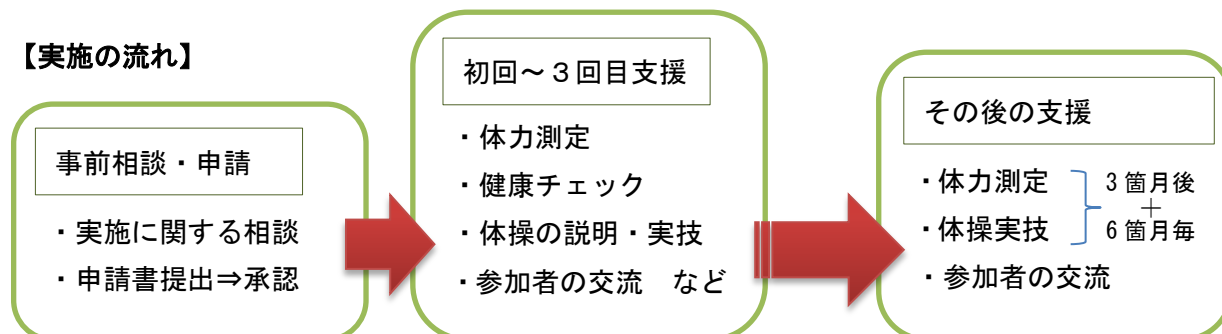 【実施の流れ】
事前相談・申請
・実施に関する相談
・申請書提出⇒承認
初回～３回目支援
・体力測定
・健康チェック
・体操の説明・実技
・参加者の交流　など
その後の支援
・体力測定
・体操実技
3 箇月後
＋
6 箇月毎
・参加者の交流